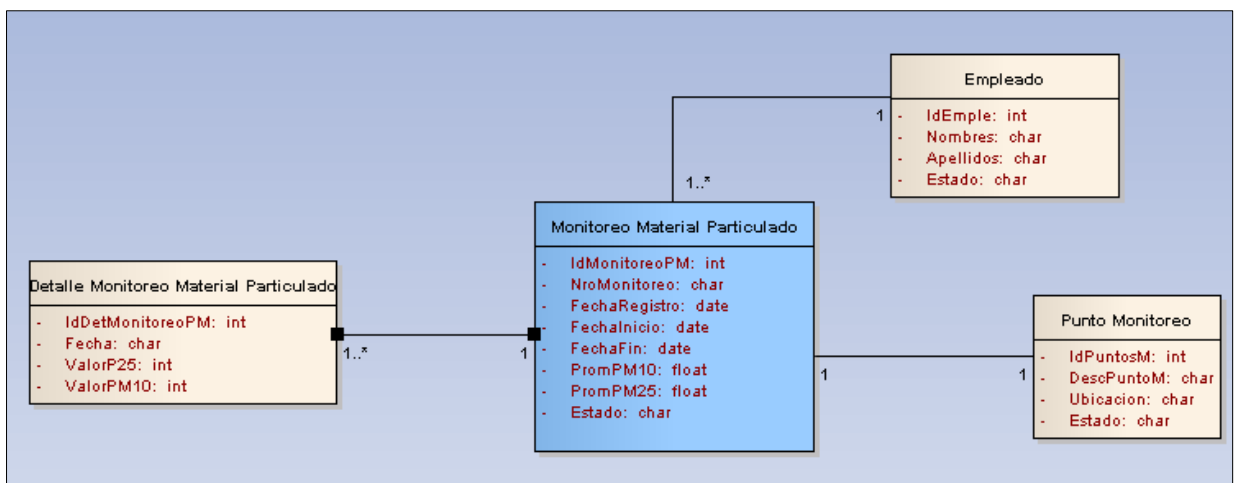 Empleado
- IdEmple: int
- Nombres: char
- Apellidos: char
- Estado: char
1
1..*
Monitoreo Material Particulado
- IdMonitoreoPM: int
- NroMonitoreo: char
- FechaRegistro: date
- FechaInicio: date
- FechaFin: date
- PromPM10: float
- PromPM25: float
- Estado: char
Detalle Monitoreo Material Particulado
- IdDetMonitoreoPM: int
- Fecha: char
- ValorP25: int
- ValorPM10: int
1..*
1
1
1
Punto Monitoreo
- IdPuntosM: int
- DescPuntoM: char
- Ubicacion: char
- Estado: char